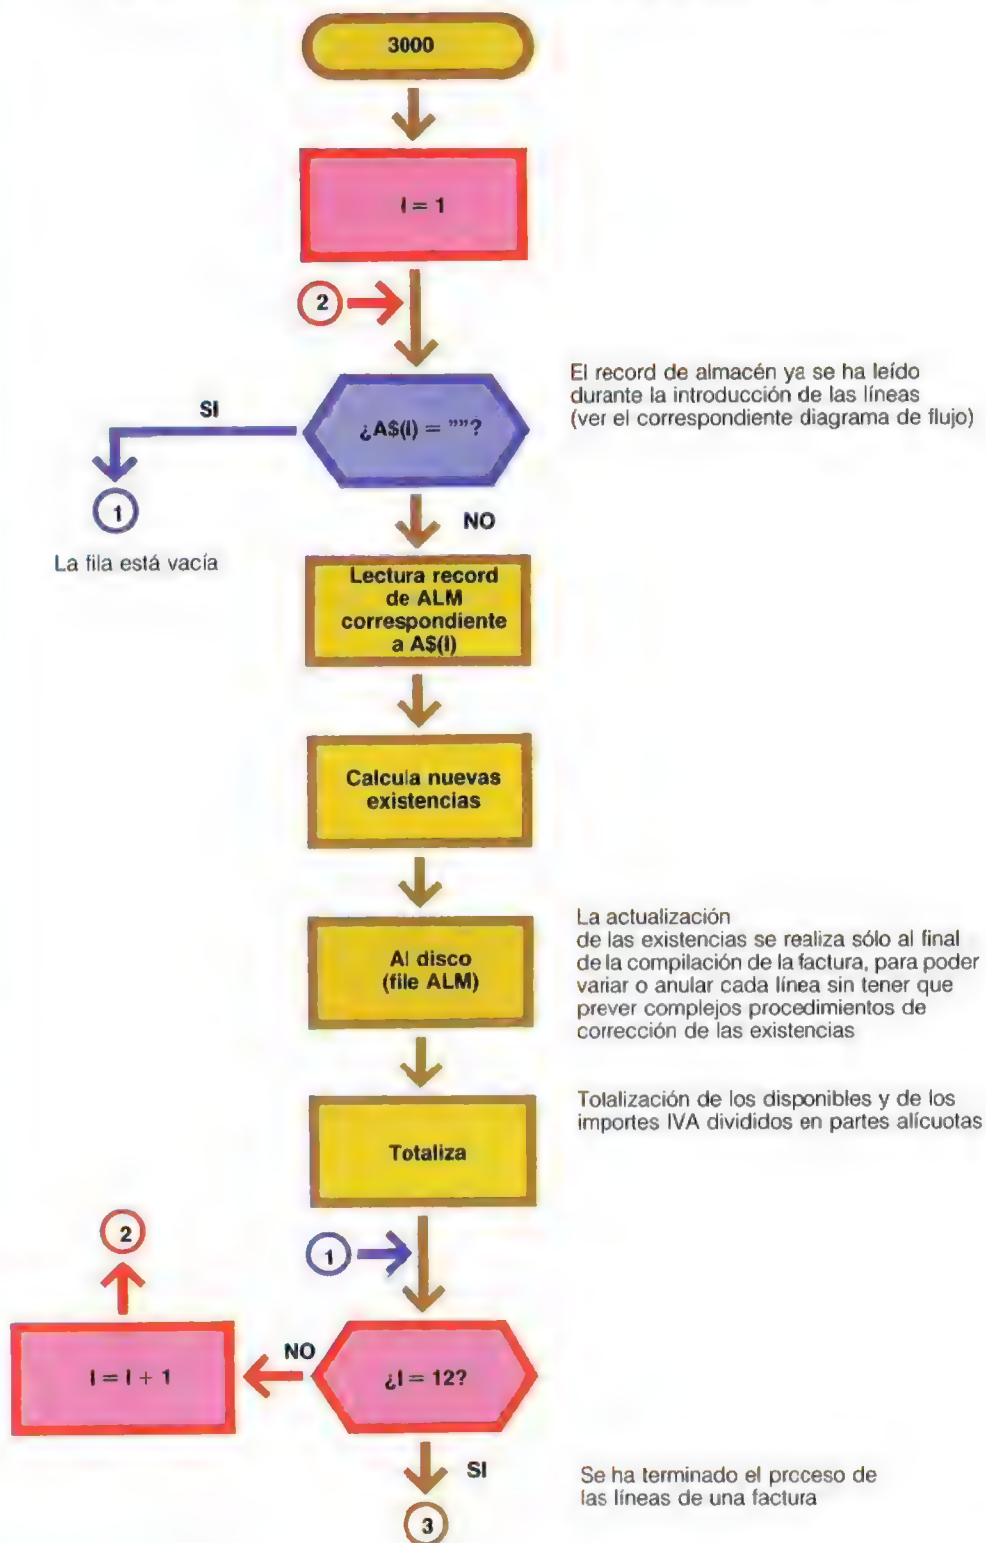 3000
I = 1
2
El record de almacén ya se ha leído
durante la introducción de las líneas
(ver el correspondiente diagrama de flujo)
SI
¿A$(I) = ””?
1
NO
La fila está vacía
Lectura record
de ALM
correspondiente
a A$(I)
Calcula nuevas
existencias
Al disco
(file ALM)
La actualización
de las existencias se realiza sólo al final
de la compilación de la factura, para poder
variar o anular cada línea sin tener que
prever complejos procedimientos de
corrección de las existencias
Totaliza
Totalización de los disponibles y de los
importes IVA divididos en partes alícuotas
2
1
I = I + 1
NO
¿I = 12?
SI
3
Se ha terminado el proceso de
las líneas de una factura